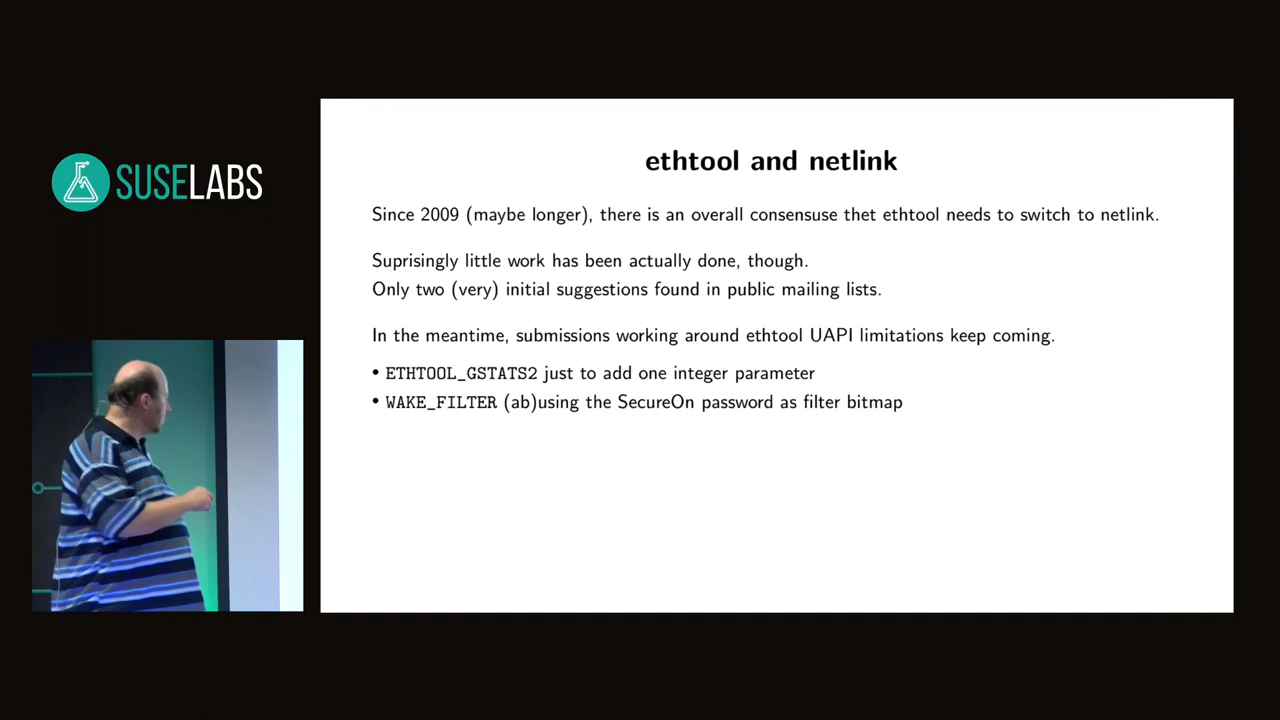 SUSELABS
ethtool and netlink
Since 2009 (maybe longer), there is an overall consensuse thet ethtool needs to switch to netlink.
Suprisingly little work has been actually done, though.
Only two (very) initial suggestions found in public mailing lists.
In the meantime, submissions working around ethtool UAPI limitations keep coming.
• ETHTOOL_GSTATS2 just to add one integer parameter
• WAKE_FILTER (ab)using the SecureOn password as filter bitmap